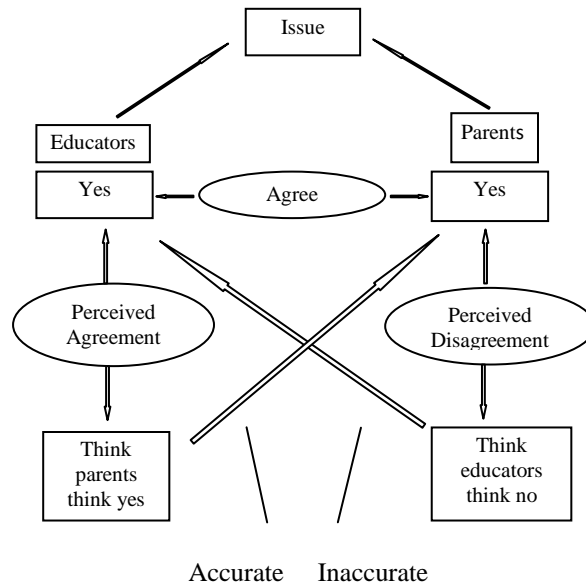 Issue
Educators
Parents
Yes
Agree
Yes
Perceived
Agreement
Perceived
Disagreement
Think
parents
think yes
Think
educators
think no
Accurate
Inaccurate